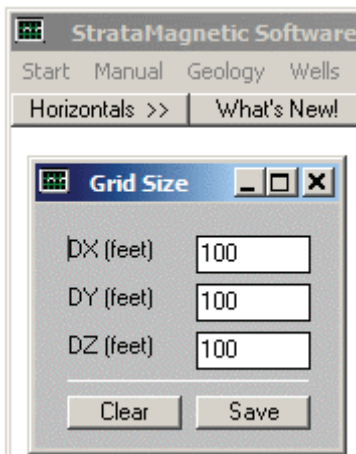 StrataMagnetic Software
Start Manual Geology Wells
Horizontals >> What's New!
Grid Size
DX (feet) 100
DY (feet) 100
DZ (feet) 100
Clear Save